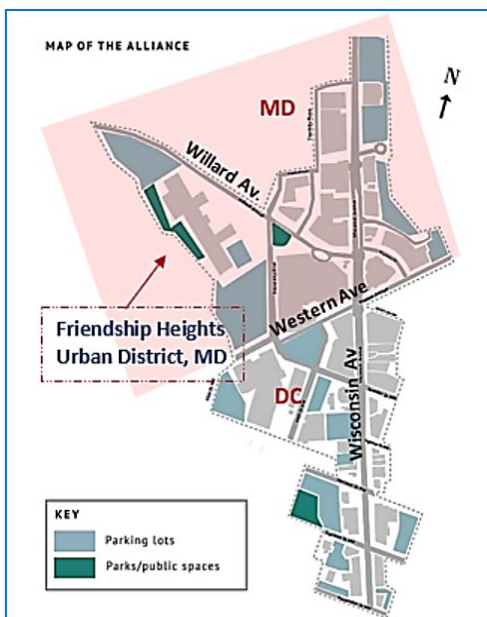 MAP OF THE ALLIANCE
N
MD
Willard Av.
Western Ave
Friendship Heights
Urban District, MD
DC
Wisconsin Av
KEY
Parking lots
Parks/public spaces